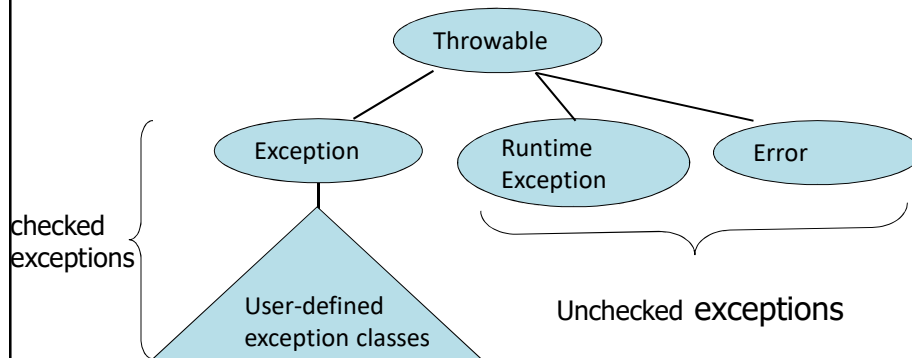 Throwable
Exception
Runtime
Exception
Error
checked
exceptions
User-defined
exception classes
Unchecked exceptions